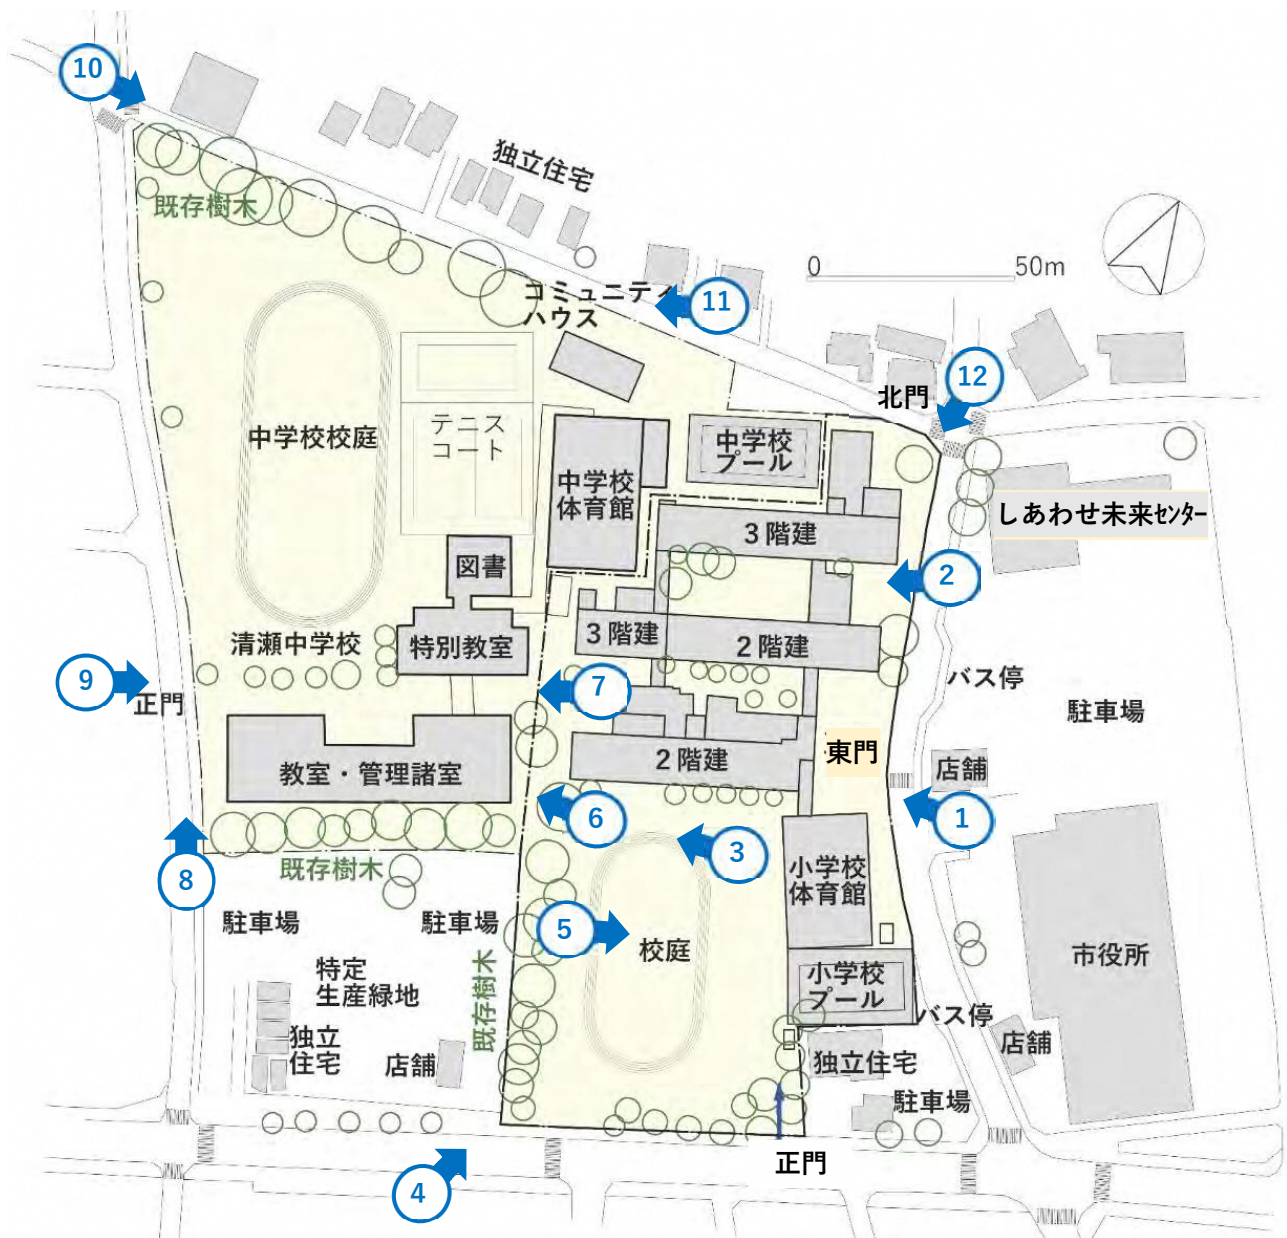 10
独立住宅
既存樹木
0
50m
コミュニティ
ハウス
11
12
北門
中学校校庭
テニス
コート
中学校
プール
中学校
体育館
しあわせ未来センター
3階建
図書
2
清瀬中学校
特別教室
3階建
2階建
9
正門
7
バス停
駐車場
教室・管理諸室
2階建
東門
店舗
6
1
3
8
既存樹木
小学校
体育館
駐車場
駐車場
5
校庭
既存樹木
特定
生産緑地
小学校
プール
市役所
バス停
独立
住宅
店舗
独立住宅
店舗
駐車場
正門
4